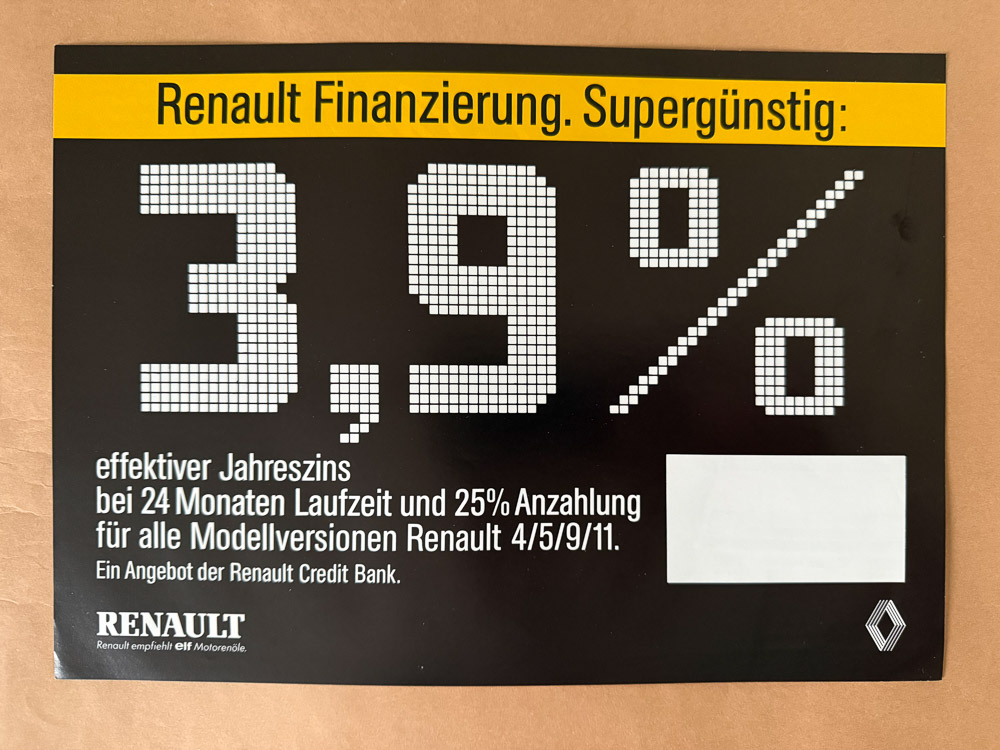 Renault Finanzierung. Supergünstig:
3,9%
effektiver Jahreszins
bei 24 Monaten Laufzeit und 25% Anzahlung
für alle Modellversionen Renault 4/5/9/11.
Ein Angebot der Renault Credit Bank.
RENAULT
Renault empfiehlt elf Motorenöle.